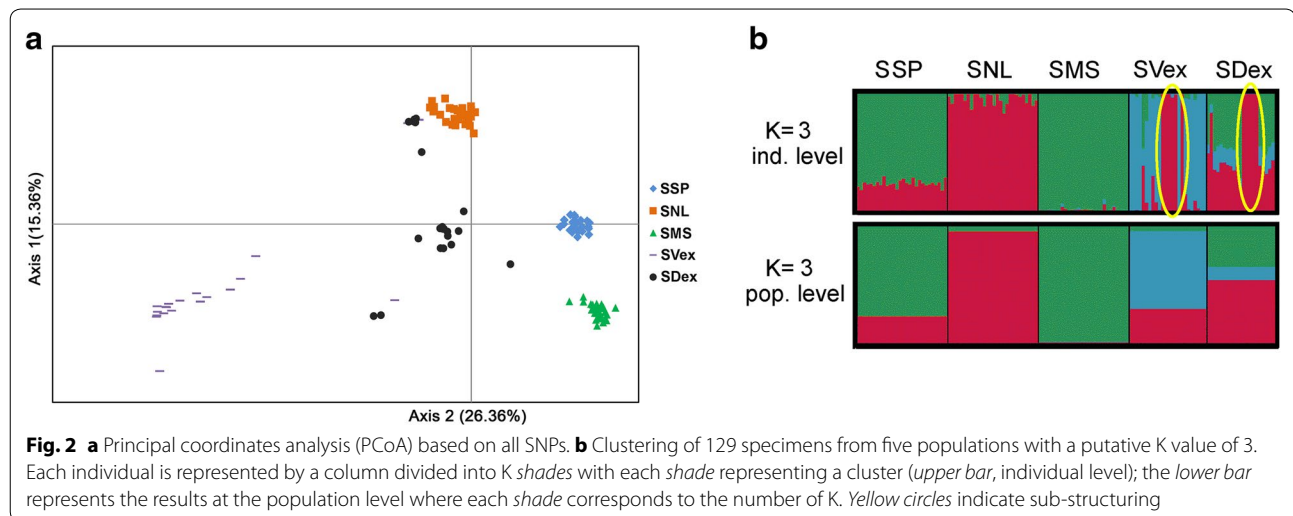 a
Axis 1(15.36%)
Axis 2 (26.36%)
SSP
SNL
SMS
SVex
SDex
b
SSP SNL SMS SVex SDex
K= 3
ind. level
K= 3
pop. level
Fig. 2 a Principal coordinates analysis (PCoA) based on all SNPs. b Clustering of 129 specimens from five populations with a putative K value of 3.
Each individual is represented by a column divided into K shades with each shade representing a cluster (upper bar, individual level); the lower bar
represents the results at the population level where each shade corresponds to the number of K. Yellow circles indicate sub-structuring